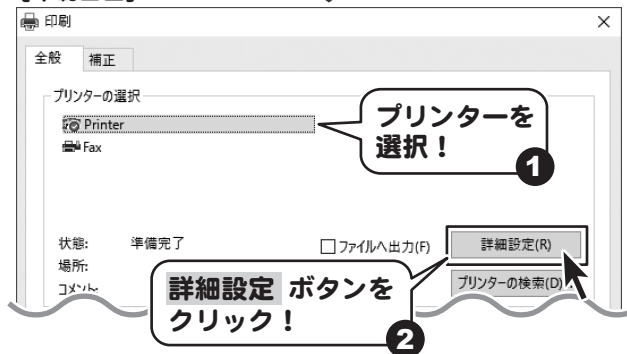 印刷
全般 補正
プリンターの選択
Printer
Fax
プリンターを
選択！
1
状態: 準備完了
ファイルへ出力(F)
詳細設定(R)
場所:
コメント:
プリンターの検索(D)
詳細設定 ボタンを
クリック！
2